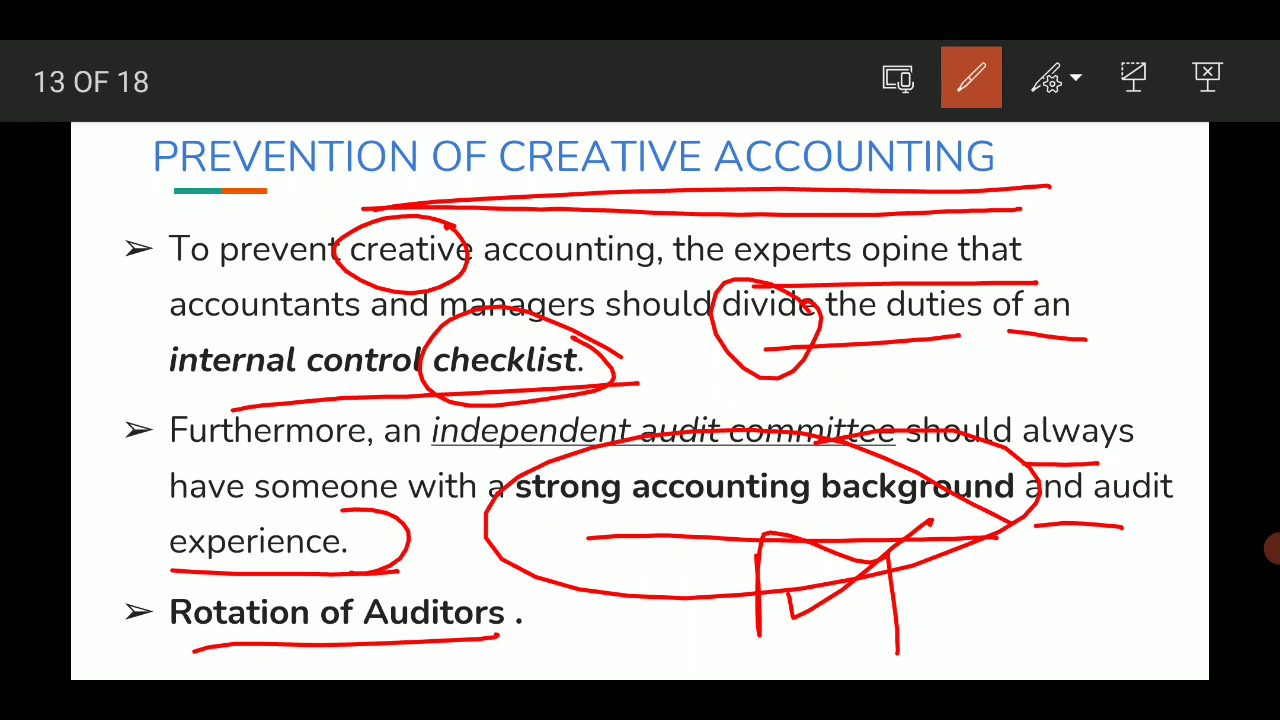 13 OF 18
PREVENTION OF CREATIVE ACCOUNTING
➢ To prevent creative accounting, the experts opine that
accountants and managers should divide the duties of an
internal control checklist.
➢ Furthermore, an independent audit committee should always
have someone with a strong accounting background and audit
experience.
➢ Rotation of Auditors .